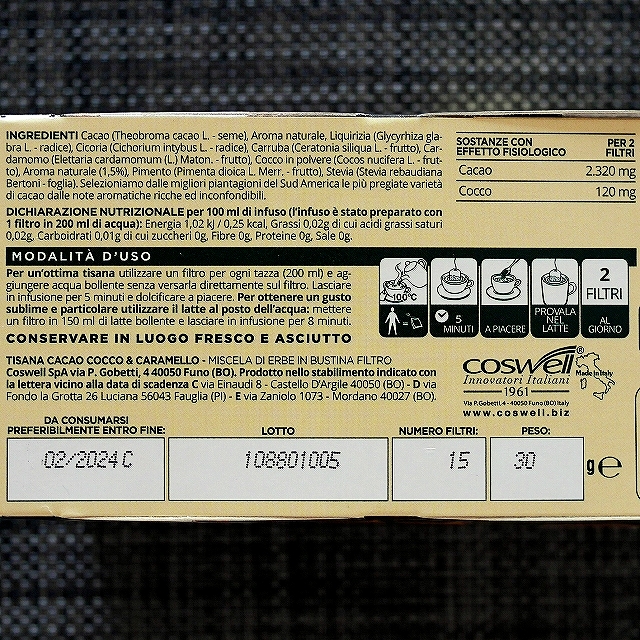 INGREDIENTI Cacao (Theobroma cacao L. - seme), Aroma naturale, Liquirizia (Glycyrhiza gla-
bra L. - radice), Cicoria (Cichorium intybus L. - radice), Carruba (Ceratonia siliqua L. - frutto), Car-
damomo (Elettaria cardamomum (L.) Maton. - frutto), Cocco in polvere (Cocos nucifera L. - frut-
to), Aroma naturale (1,5%), Pimento (Pimenta dioica L. Merr. - frutto), Stevia (Stevia rebaudiana
Bertoni - foglia). Selezioniamo dalle migliori piantagioni del Sud America le più pregiate varietà
di cacao dalle note aromatiche ricche ed inconfondibili.
DICHIARAZIONE NUTRIZIONALE per 100 ml di infuso (l'infuso è stato preparato con
1 filtro in 200 ml di acqua): Energia 1,02 kJ / 0,25 kcal, Grassi 0,02g di cui acidi grassi saturi
0,02g, Carboidrati 0,01g di cui zuccheri 0g, Fibre 0g, Proteine 0g, Sale 0g.
SOSTANZE CON EFFETTO FISIOLOGICO PER 2 FILTRI
Cacao 2.320 mg
Cocco 120 mg
MODALITÀ D'USO
Per un'ottima tisana utilizzare un filtro per ogni tazza (200 ml) e ag-
giungere acqua bollente senza versarla direttamente sul filtro. Lasciare
in infusione per 5 minuti e dolcificare a piacere. Per ottenere un gusto
sublime e particolare utilizzare il latte al posto dell'acqua: mettere
un filtro in 150 ml di latte bollente e lasciare in infusione per 8 minuti.
CONSERVARE IN LUOGO FRESCO E ASCIUTTO
100°C
5 MINUTI
A PIACERE
PROVALA NEL LATTE
2 FILTRI
AL GIORNO
TISANA CACAO COCCO & CARAMELLO - MISCELA DI ERBE IN BUSTINA FILTRO
Coswell SpA via P. Gobetti, 4 40050 Funo (BO). Prodotto nello stabilimento indicato con
la lettera vicino alla data di scadenza C via Einaudi 8 - Castello D'Argile 40050 (BO) - D via
Fondo la Grotta 26 Luciana 56043 Fauglia (PI) - E via Zaniolo 1073 - Mordano 40027 (BO).
coswell®
Innovatori Italiani
1961
Made in Italy
Via P.Gobetti,4 - 40050 Funo (BO) Italy
www.coswell.biz
DA CONSUMARSI
PREFERIBILMENTE ENTRO FINE:
LOTTO
NUMERO FILTRI:
PESO:
02/2024 C
108801005
15
30
g℮